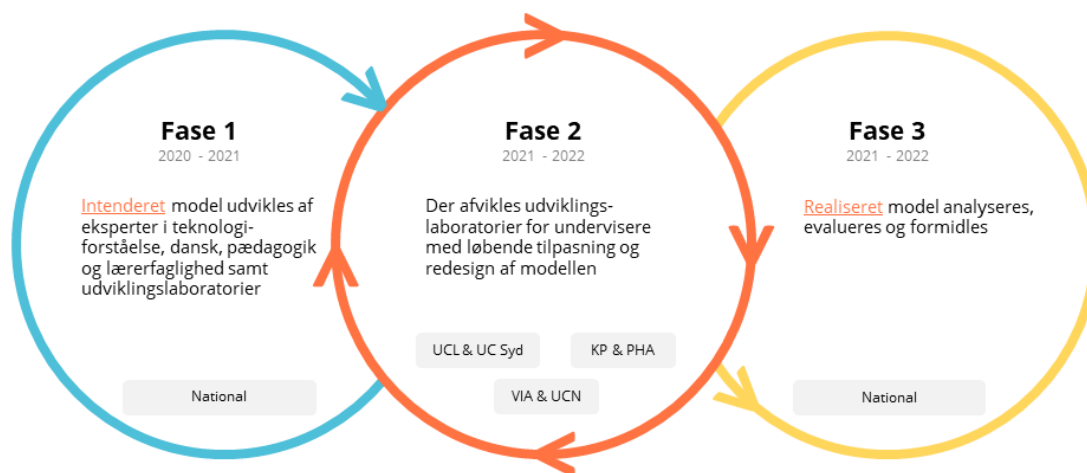 Fase 1
2020 - 2021
Intenderet model udvikles af
eksperter i teknologi-
forståelse, dansk, pædagogik
og lærerfaglighed samt
udviklingslaboratorier
National
Fase 2
2021 - 2022
Der afvikles udviklings-
laboratorier for undervisere
med løbende tilpasning og
redesign af modellen
UCL & UC Syd
KP & PHA
VIA & UCN
Fase 3
2021 - 2022
Realiseret model analyseres,
evalueres og formidles
National